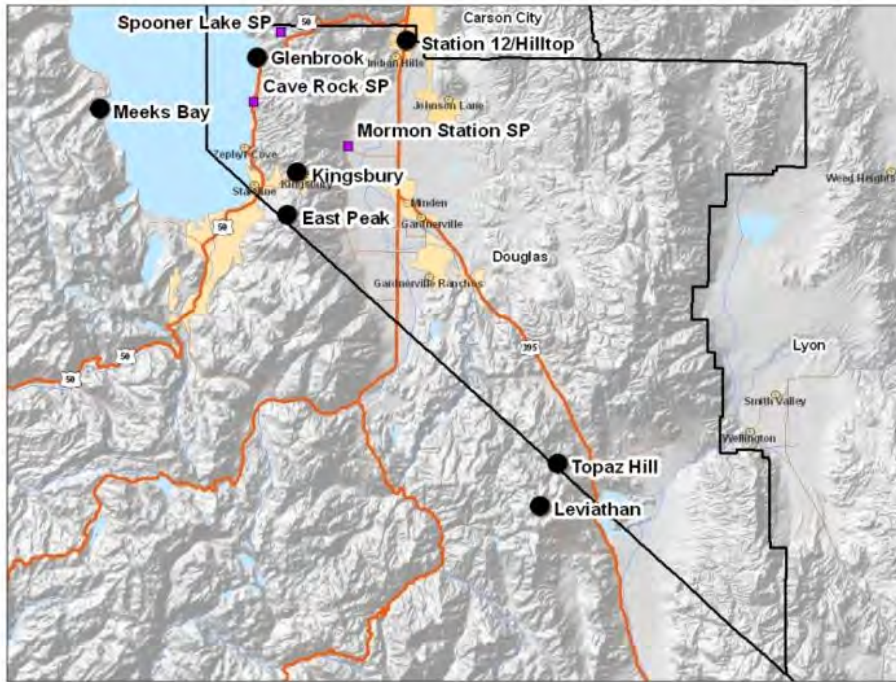 Spooner Lake SP
50
Carson City
Station 12/Hilltop
Glenbrook
Indian Hills
Cave Rock SP
Johnson Lane
Meeks Bay
Mormon Station SP
Zephyr Cove
Kingsbury
Weed Heights
Stateline
Kingsbury
Minden
East Peak
50
Gardnerville
Douglas
Gardnerville Ranchos
50
395
Lyon
50
Smith Valley
Wellington
Topaz Hill
Leviathan